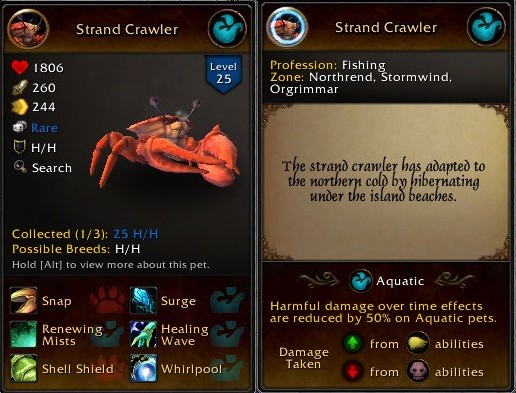 Strand Crawler
1806
Level
25
260
244
Rare
H/H
Search
Collected (1/3): 25 H/H
Possible Breeds: H/H
Hold [Alt] to view more about this pet.
Snap
Surge
Renewing
Mists
Healing
Wave
Shell Shield
Whirlpool
Strand Crawler
Profession: Fishing
Zone: Northrend, Stormwind,
Orgrimmar
The strand crawler has adapted to
the northern cold by hibernating
under the island beaches.
Aquatic
Harmful damage over time effects
are reduced by 50% on Aquatic pets.
Damage
Taken
from abilities
from abilities